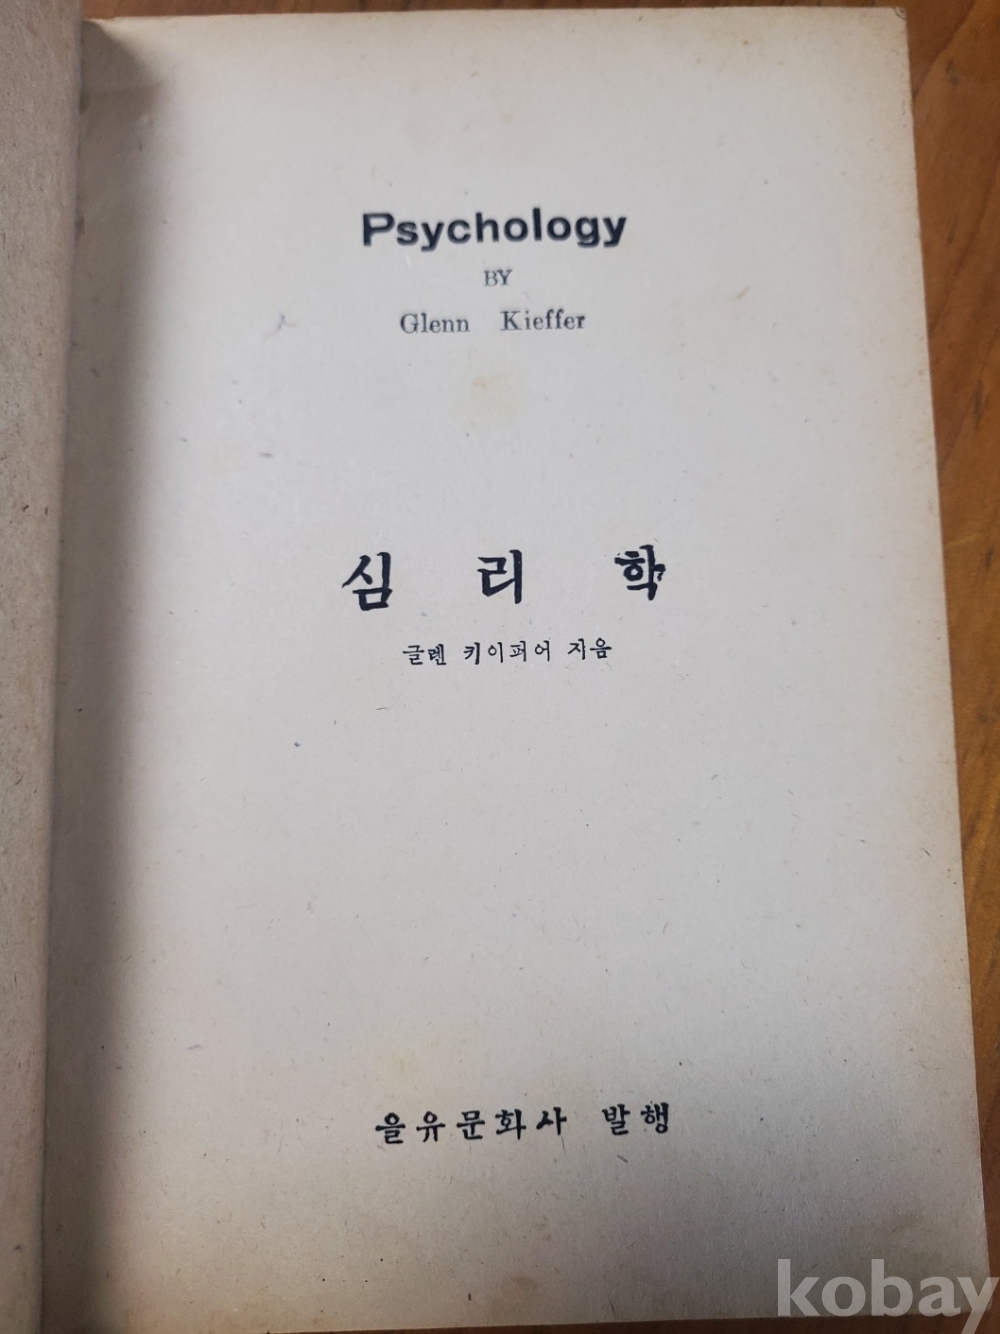 Psychology
BY
Glenn Kieffer
심 리 학
글렌 키이퍼어 지음
을유문화사 발행
kobay